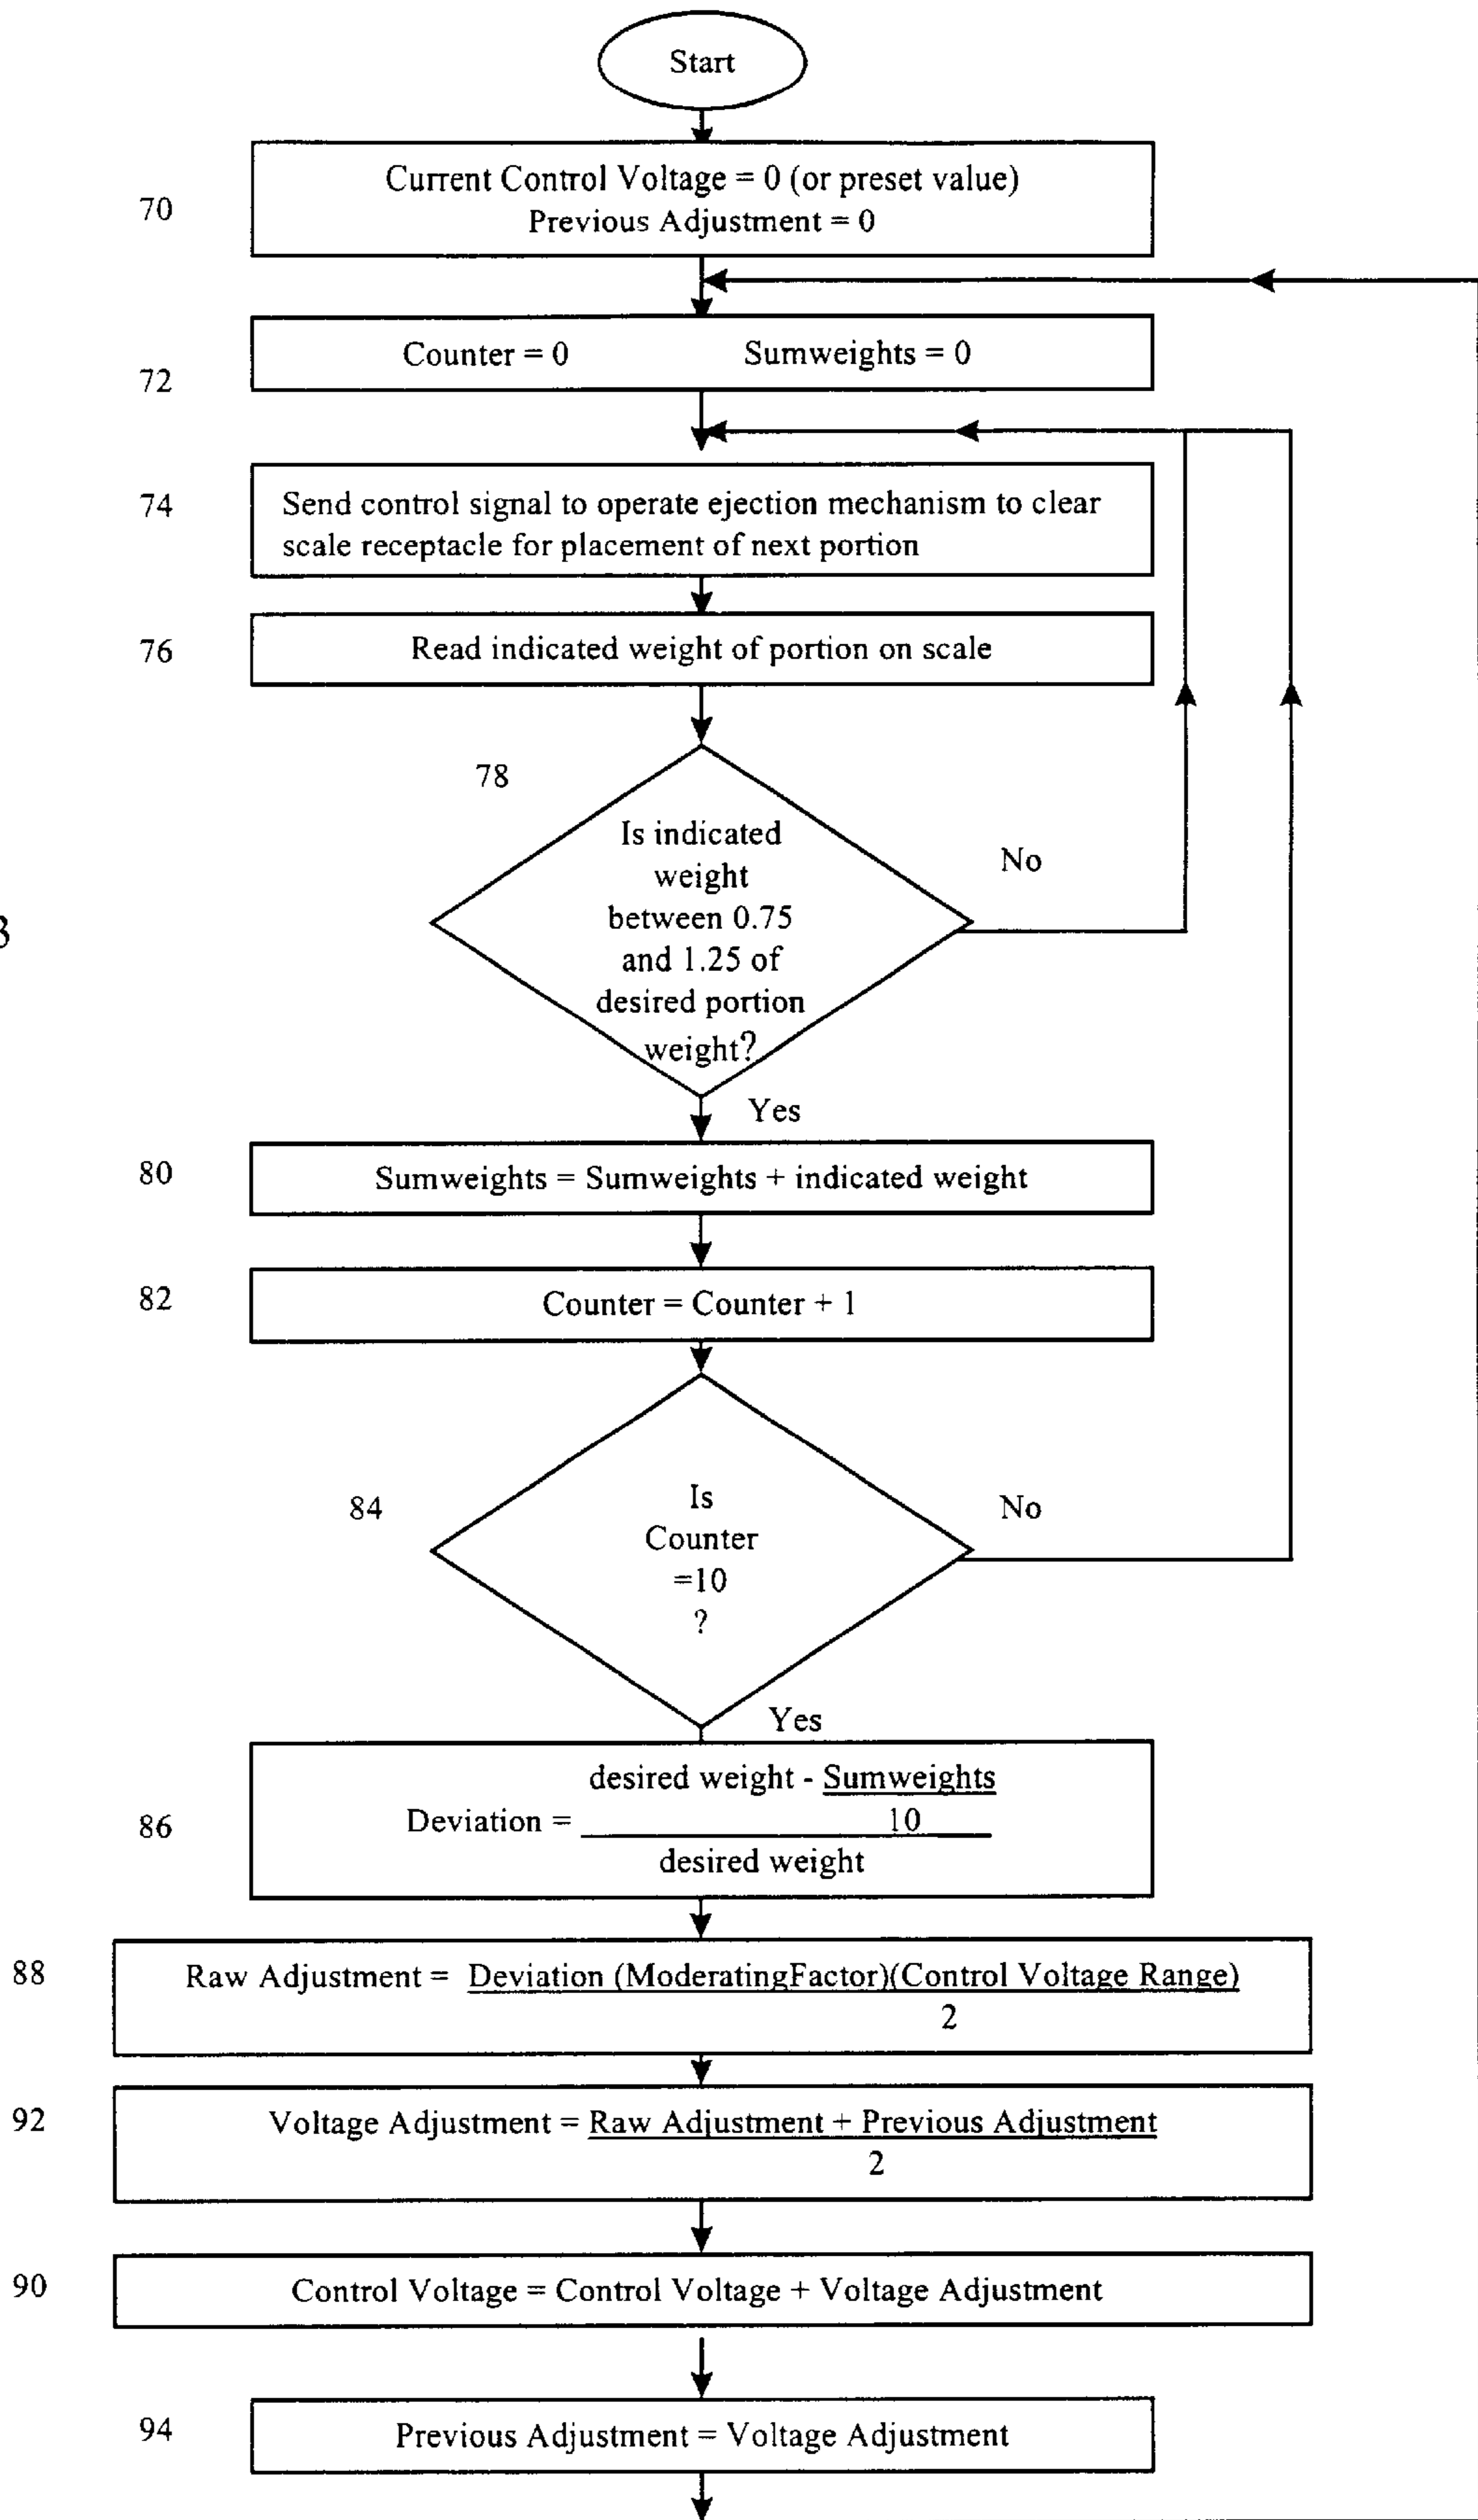 Start
70
Current Control Voltage = 0 (or preset value)
Previous Adjustment = 0
72
Counter = 0 Sumweights = 0
74
Send control signal to operate ejection mechanism to clear
scale receptacle for placement of next portion
76
Read indicated weight of portion on scale
78
Is indicated
weight
between 0.75
and 1.25 of
desired portion
weight?
No
Yes
80
Sumweights = Sumweights + indicated weight
82
Counter = Counter + 1
84
Is
Counter
=10
?
No
Yes
86
desired weight - Sumweights
Deviation = 10
desired weight
88
Raw Adjustment = Deviation (ModeratingFactor)(Control Voltage Range)
2
92
Voltage Adjustment = Raw Adjustment + Previous Adjustment
2
90
Control Voltage = Control Voltage + Voltage Adjustment
94
Previous Adjustment = Voltage Adjustment